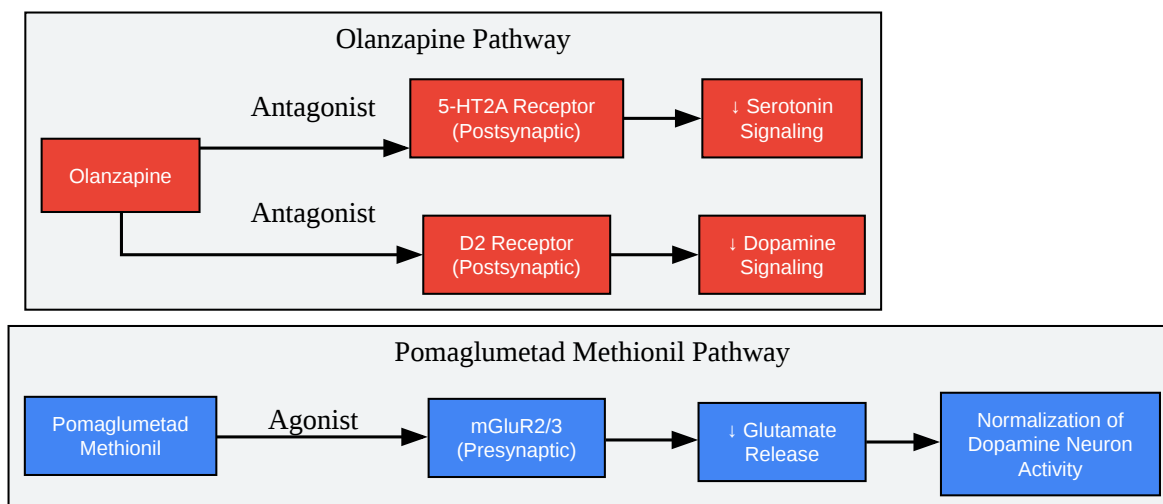 Olanzapine Pathway
Antagonist
5-HT2A Receptor
(Postsynaptic)
↓ Serotonin
Signaling
Olanzapine
Antagonist
D2 Receptor
(Postsynaptic)
↓ Dopamine
Signaling
Pomaglumetad Methionil Pathway
Pomaglumetad
Methionil
Agonist
mGluR2/3
(Presynaptic)
↓ Glutamate
Release
Normalization of
Dopamine Neuron
Activity